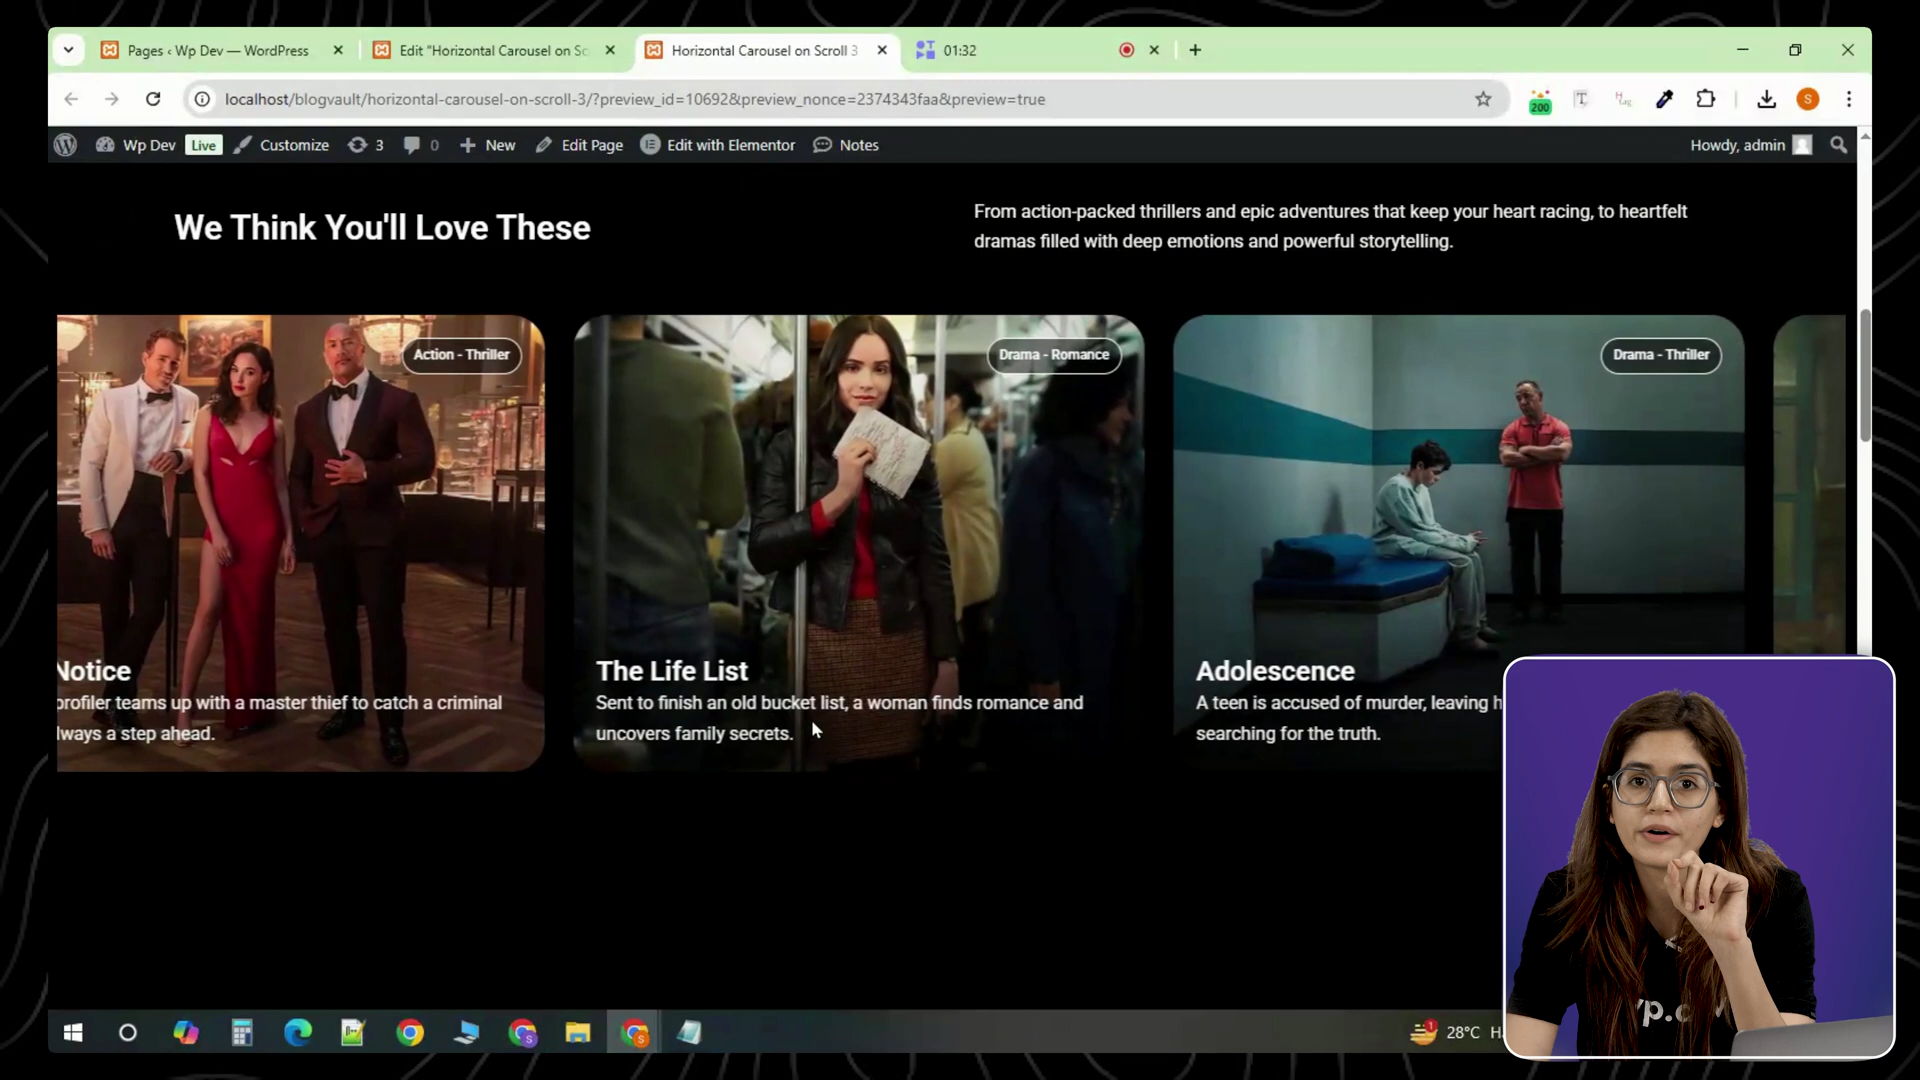 Pages ‹ Wp Dev — WordPress
Edit "Horizontal Carousel on Sc
Horizontal Carousel on Scroll 3
01:32
localhost/blogvault/horizontal-carousel-on-scroll-3/?preview_id=10692&preview_nonce=2374343faa&preview=true
200
S
Wp Dev
Live
Customize
3
0
New
Edit Page
Edit with Elementor
Notes
Howdy, admin
We Think You'll Love These
From action-packed thrillers and epic adventures that keep your heart racing, to heartfelt
dramas filled with deep emotions and powerful storytelling.
Action - Thriller
Drama - Romance
Drama - Thriller
Notice
profiler teams up with a master thief to catch a criminal
lways a step ahead.
The Life List
Sent to finish an old bucket list, a woman finds romance and
uncovers family secrets.
Adolescence
A teen is accused of murder, leaving h
searching for the truth.
28°C